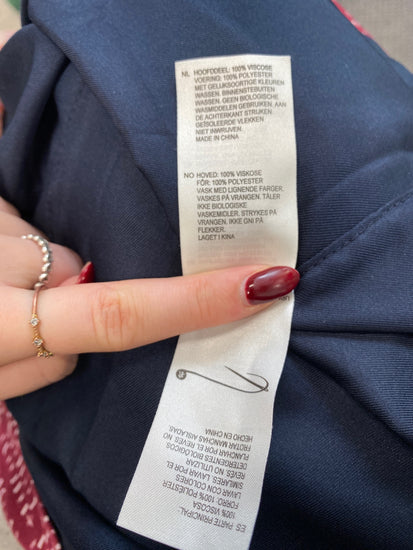 NL HOOFDDEEL: 100% VISCOSE
VOERING: 100% POLYESTER
MET GELIJKSOORTIGE KLEUREN
WASSEN. BINNENSTEBUITEN
WASSEN. GEEN BIOLOGISCHE
WASMIDDELEN GEBRUIKEN. AAN
DE ACHTERKANT STRIJKEN
GEÏSOLEERDE VLEKKEN
NIET INWRIJVEN.
MADE IN CHINA
NO HOVED: 100% VISKOSE
FÔR: 100% POLYESTER
VASK MED LIGNENDE FARGER.
VASKES PÅ VRANGEN. TÅLER
IKKE BIOLOGISKE
VASKEMIDLER. STRYKES PÅ
VRANGEN, IKKE GNI PÅ
FLEKKER.
LAGET I KINA
ES PARTE PRINCIPAL:
100% VISCOSA
FORRO: 100% POLIÉSTER
LAVAR CON COLORES
SIMILARES. LAVAR POR EL
REVÉS. NO UTILIZAR
DETERGENTES BIOLÓGICOS.
PLANCHAR POR EL REVÉS. NO
FROTAR MANCHAS AISLADAS.
HECHO EN CHINA